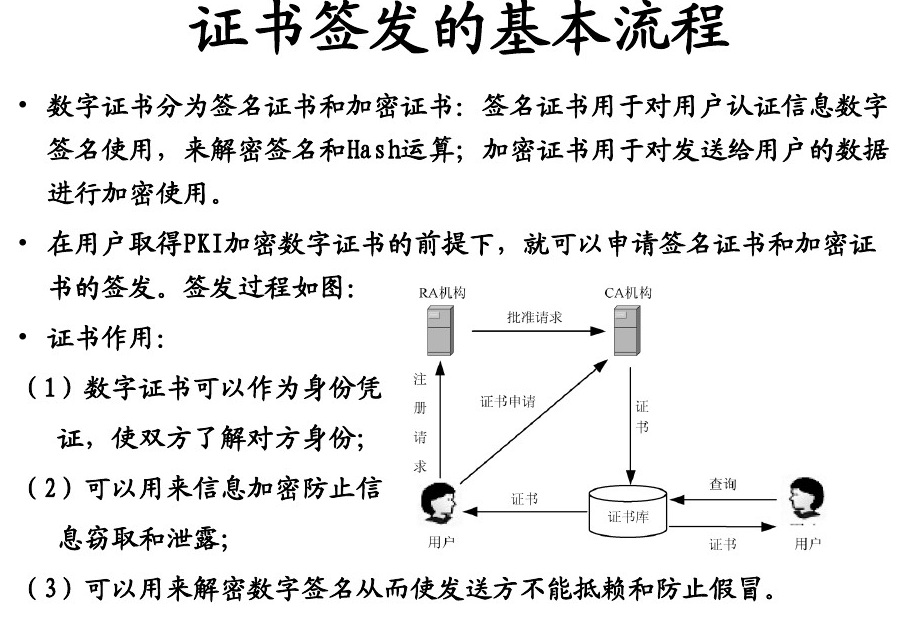 证书签发的基本流程
• 数字证书分为签名证书和加密证书：签名证书用于对用户认证信息数字
签名使用，来解密签名和Hash运算；加密证书用于对发送给用户的数据
进行加密使用。
• 在用户取得PKI加密数字证书的前提下，就可以申请签名证书和加密证
书的签发。签发过程如图：
• 证书作用：
（1）数字证书可以作为身份凭
证，使双方了解对方身份；
（2）可以用来信息加密防止信
息窃取和泄露；
（3）可以用来解密数字签名从而使发送方不能抵赖和防止假冒。
RA机构
CA机构
批准请求
注
册
请
求
证书申请
证
书
证书
查询
证书库
证书
用户
用户